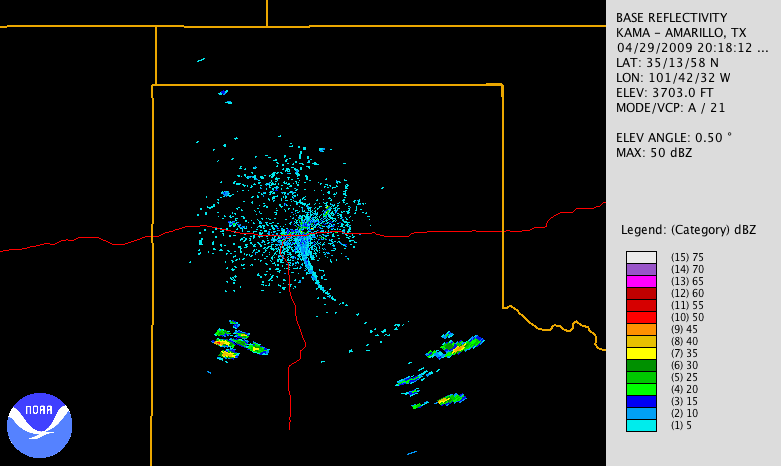 BASE REFLECTIVITY
KAMA - AMARILLO, TX
04/29/2009 20:18:12 ...
LAT: 35/13/58 N
LON: 101/42/32 W
ELEV: 3703.0 FT
MODE/VCP: A / 21
ELEV ANGLE: 0.50 °
MAX: 50 dBZ
Legend: (Category) dBZ
(15) 75
(14) 70
(13) 65
(12) 60
(11) 55
(10) 50
(9) 45
(8) 40
(7) 35
(6) 30
(5) 25
(4) 20
(3) 15
(2) 10
(1) 5
NOAA